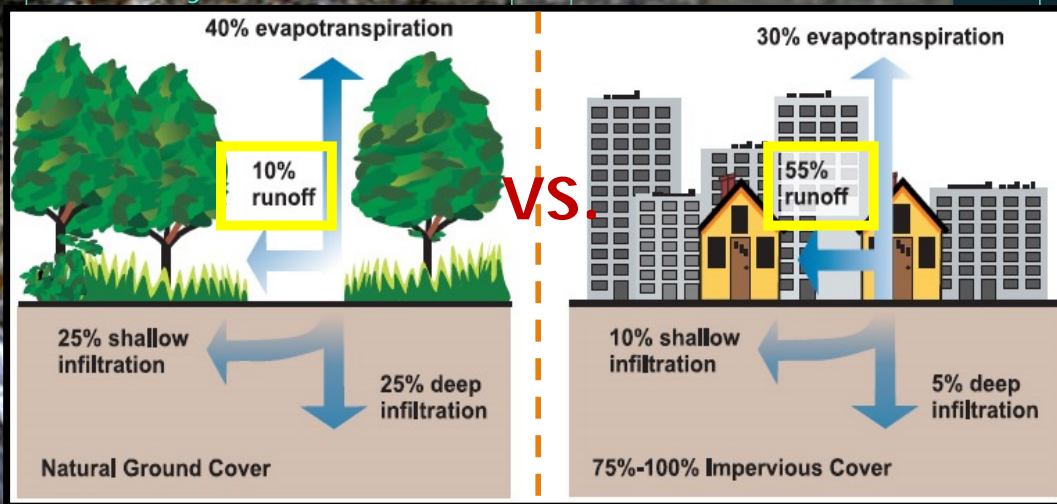 40% evapotranspiration
10%
runoff
25% shallow
infiltration
25% deep
infiltration
Natural Ground Cover
VS.
30% evapotranspiration
55%
runoff
10% shallow
infiltration
5% deep
infiltration
75%-100% Impervious Cover